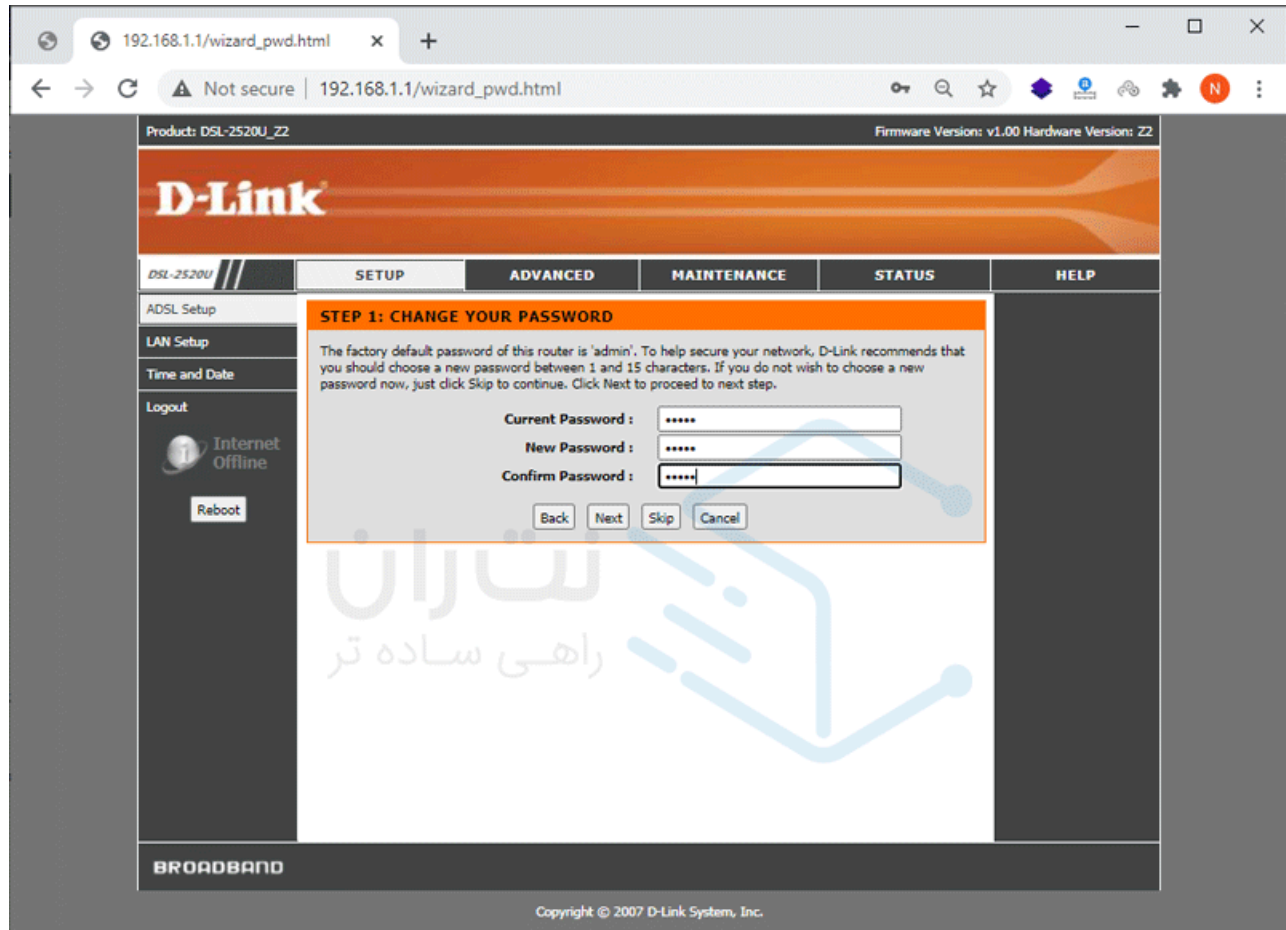 192.168.1.1/wizard_pwd.html
Not secure | 192.168.1.1/wizard_pwd.html
N
Product: DSL-2520U_Z2
Firmware Version: v1.00 Hardware Version: Z2
D-Link
DSL-2520U
SETUP
ADVANCED
MAINTENANCE
STATUS
HELP
ADSL Setup
LAN Setup
Time and Date
Logout
Internet
Offline
Reboot
STEP 1: CHANGE YOUR PASSWORD
The factory default password of this router is 'admin'. To help secure your network, D-Link recommends that
you should choose a new password between 1 and 15 characters. If you do not wish to choose a new
password now, just click Skip to continue. Click Next to proceed to next step.
Current Password : •••••
New Password : •••••
Confirm Password : •••••
Back Next Skip Cancel
نت ران
راهی ساده تر
BROADBAND
Copyright © 2007 D-Link System, Inc.